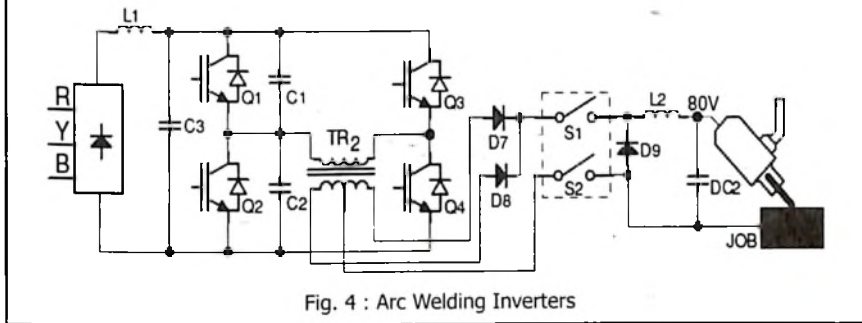 L1
R
Y
B
C3
Q1
Q2
C1
C2
TR2
Q3
Q4
D7
D8
S1
S2
D9
L2
80V
DC2
JOB
Fig. 4 : Arc Welding Inverters